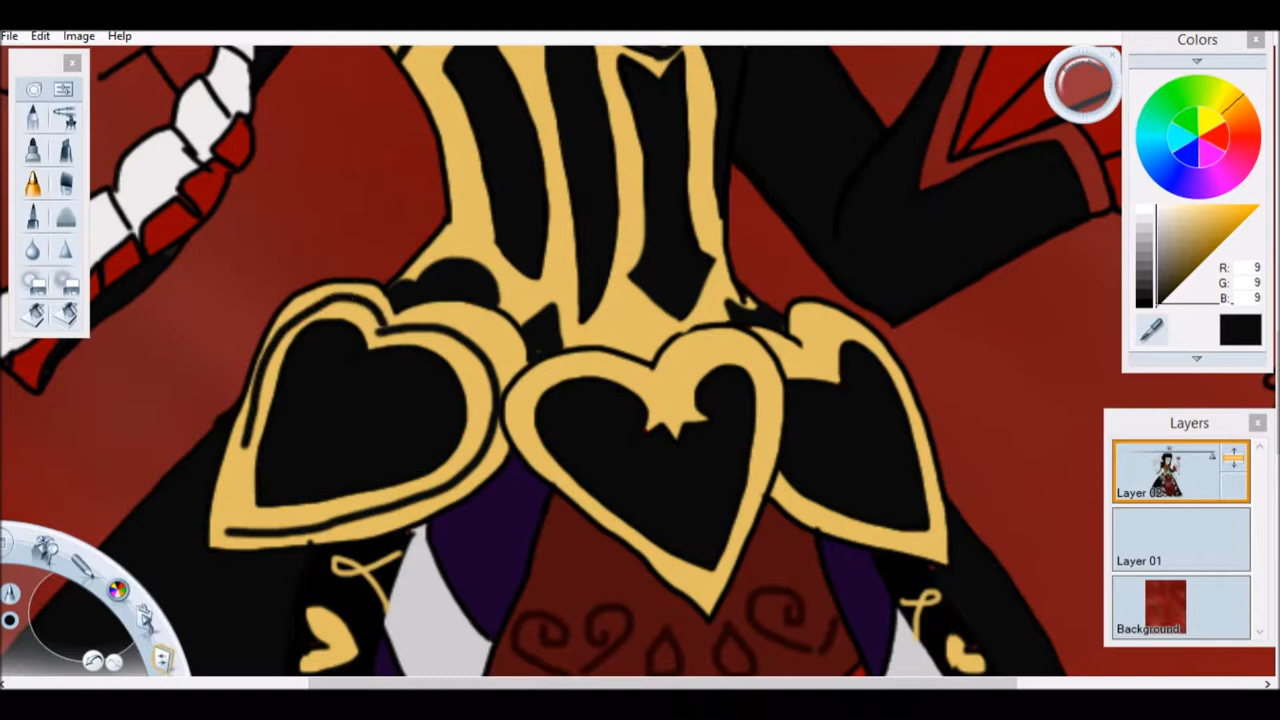 File Edit Image Help
Colors
R: 9
G: 9
B: 9
Layers
Layer 02
Layer 01
Background